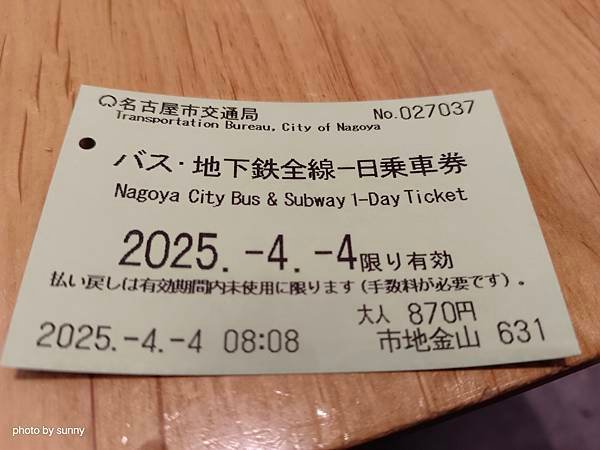 名古屋市交通局 No.027037
Transportation Bureau, City of Nagoya
バス・地下鉄全線一日乗車券
Nagoya City Bus & Subway 1-Day Ticket
2025.-4.-4限り有効
払い戻しは有効期間内未使用に限ります(手数料が必要です)。
大人 870円
2025.-4.-4 08:08 市地金山 631
photo by sunny